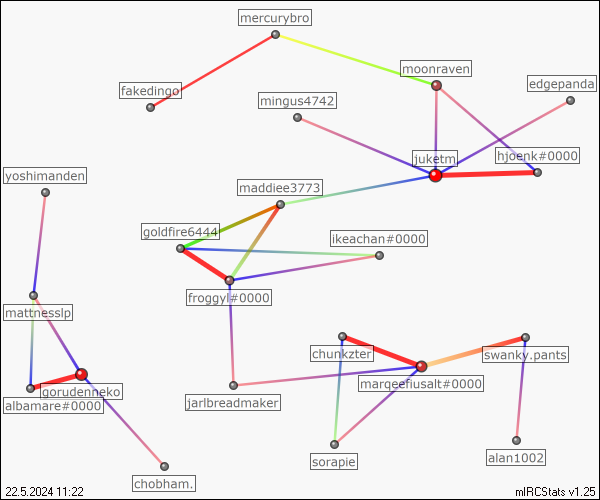 mercurybro
moonraven
edgepanda
fakedingo
mingus4742
juketm
hjoenk#0000
yoshimanden
maddiee3773
goldfire6444
ikeachan#0000
froggyl#0000
mattnesslp
chunkzter
swanky.pants
marqeefiusalt#0000
gorudenneko
albamare#0000
jarlbreadmaker
sorapie
alan1002
chobham.
22.5.2024 11:22
mIRCStats v1.25